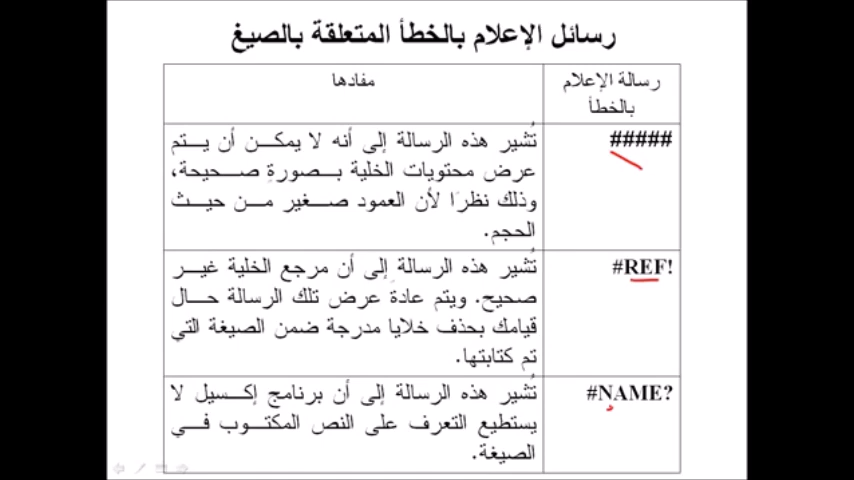 رسائل الإعلام بالخطأ المتعلقة بالصيغ
رسالة الإعلام
بالخطأ
مفادها
#####
تُشير هذه الرسالة إلى أنه لا يمكن أن يتم
عرض محتويات الخلية بصورةٍ صحيحة،
وذلك نظرًا لأن العمود صغير من حيث
الحجم.
#REF!
تُشير هذه الرسالة إلى أن مرجع الخلية غير
صحيح. ويتم عادةً عرض تلك الرسالة حال
قيامك بحذف خلايا مدرجة ضمن الصيغة التي
تم كتابتها.
#NAME?
تُشير هذه الرسالة إلى أن برنامج إكسيل لا
يستطيع التعرف على النص المكتوب في
الصيغة.